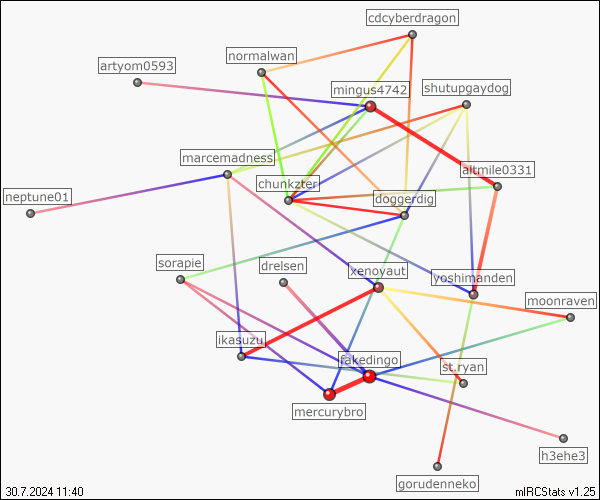 cdcyberdragon
normalwan
artyom0593
mingus4742
shutupgaydog
marcemadness
altmile0331
chunkzter
neptune01
doggerdig
sorapie
drelsen
xenoyaut
yoshimanden
moonraven
ikasuzu
fakedingo
st.ryan
mercurybro
h3ehe3
gorudenneko
30.7.2024 11:40
mIRCStats v1.25